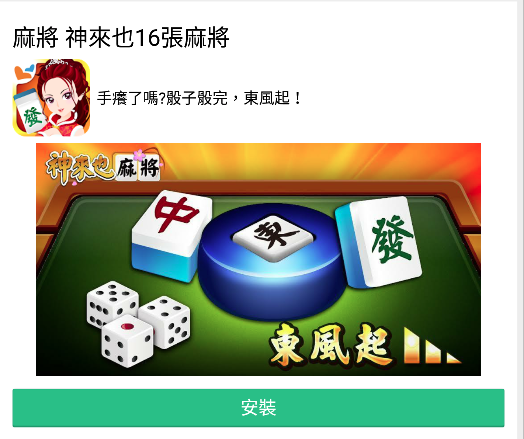 麻將 神來也16張麻將
發
手癢了嗎?骰子骰完，東風起！
神來也麻將
中
東
發
東風起
安裝